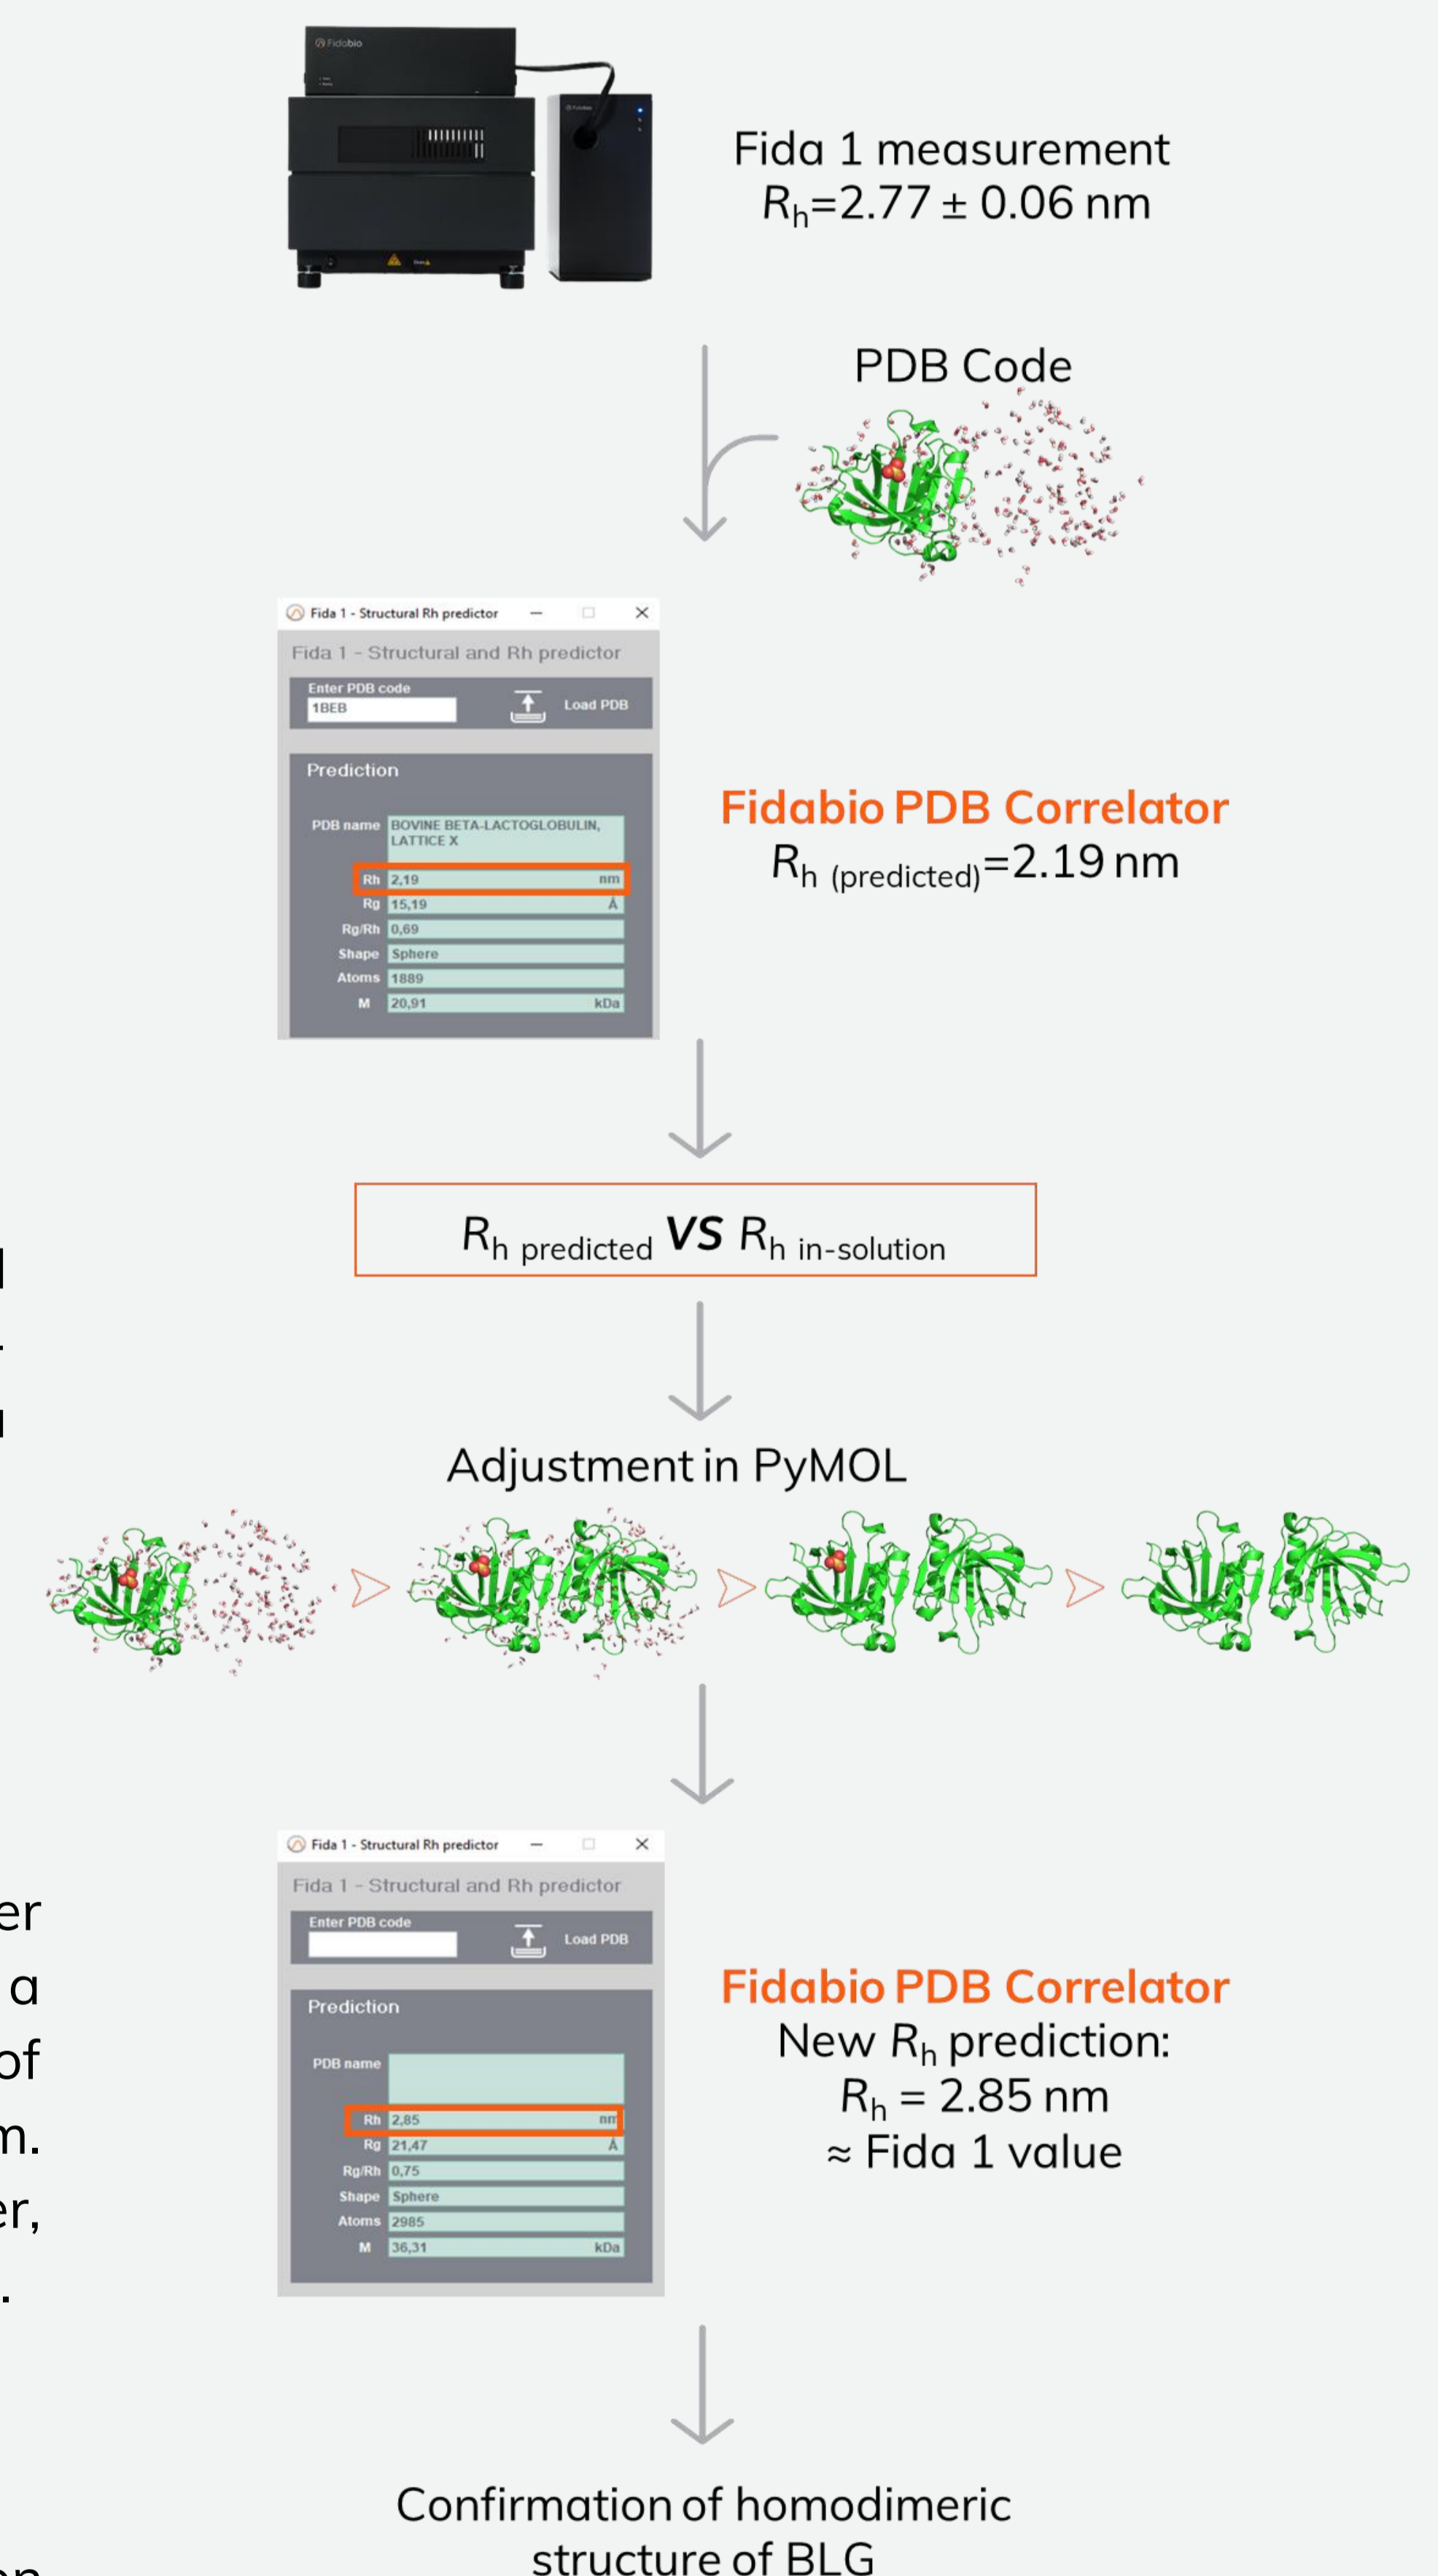 Fidabio
Fida 1 measurement
Rh=2.77 ± 0.06 nm
PDB Code
Fida 1 - Structural Rh predictor
Fida 1 - Structural and Rh predictor
Enter PDB code
1BEB
Load PDB
Prediction
PDB name BOVINE BETA-LACTOGLOBULIN,
LATTICE X
Rh 2,19 nm
Rg 15,19 Å
Rg/Rh 0,69
Shape Sphere
Atoms 1889
M 20,91 kDa
Fidabio PDB Correlator
Rh (predicted)=2.19 nm
Rh predicted VS Rh in-solution
Adjustment in PyMOL
Fida 1 - Structural Rh predictor
Fida 1 - Structural and Rh predictor
Enter PDB code
Load PDB
Prediction
PDB name
Rh 2,85 nm
Rg 21,47 Å
Rg/Rh 0,75
Shape Sphere
Atoms 2985
M 36,31 kDa
Fidabio PDB Correlator
New Rh prediction:
Rh = 2.85 nm
≈ Fida 1 value
er
a
of
m.
er,
.
Confirmation of homodimeric
structure of BLG
on